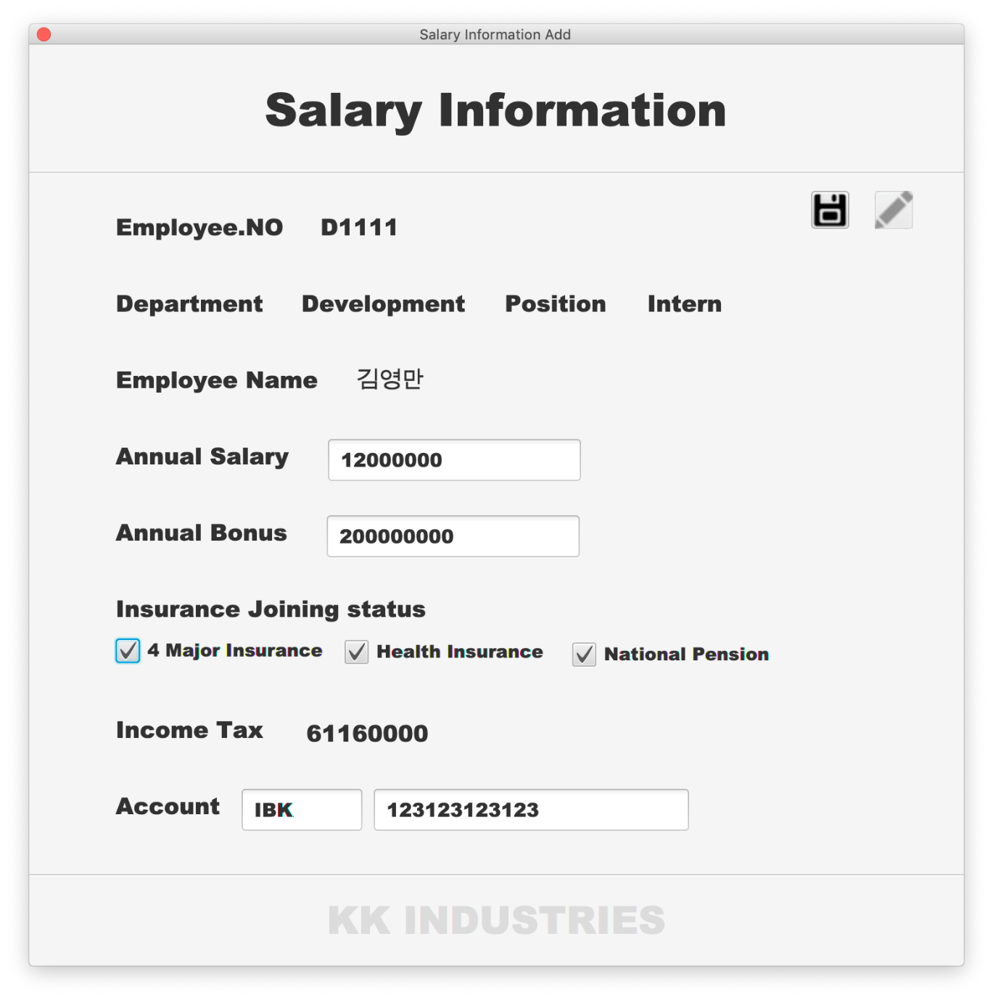 Salary Information Add
Salary Information
Employee.NO D1111
Department Development Position Intern
Employee Name 김영만
Annual Salary 12000000
Annual Bonus 200000000
Insurance Joining status
4 Major Insurance Health Insurance National Pension
Income Tax 61160000
Account IBK 123123123123
KK INDUSTRIES